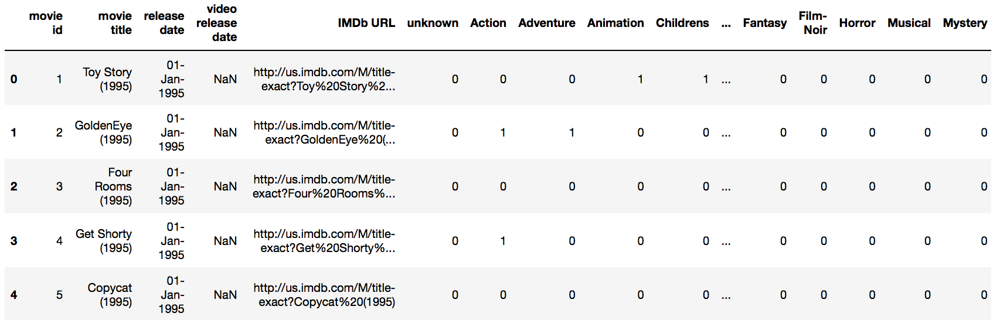 movie id movie title release date video release date IMDb URL unknown Action Adventure Animation Childrens ... Fantasy Film-Noir Horror Musical Mystery
0 1 Toy Story (1995) 01-Jan-1995 NaN http://us.imdb.com/M/title-exact?Toy%20Story%2... 0 0 0 1 1 ... 0 0 0 0 0
1 2 GoldenEye (1995) 01-Jan-1995 NaN http://us.imdb.com/M/title-exact?GoldenEye%20(... 0 1 1 0 0 ... 0 0 0 0 0
2 3 Four Rooms (1995) 01-Jan-1995 NaN http://us.imdb.com/M/title-exact?Four%20Rooms%... 0 0 0 0 0 ... 0 0 0 0 0
3 4 Get Shorty (1995) 01-Jan-1995 NaN http://us.imdb.com/M/title-exact?Get%20Shorty%... 0 1 0 0 0 ... 0 0 0 0 0
4 5 Copycat (1995) 01-Jan-1995 NaN http://us.imdb.com/M/title-exact?Copycat%20(1995) 0 0 0 0 0 ... 0 0 0 0 0